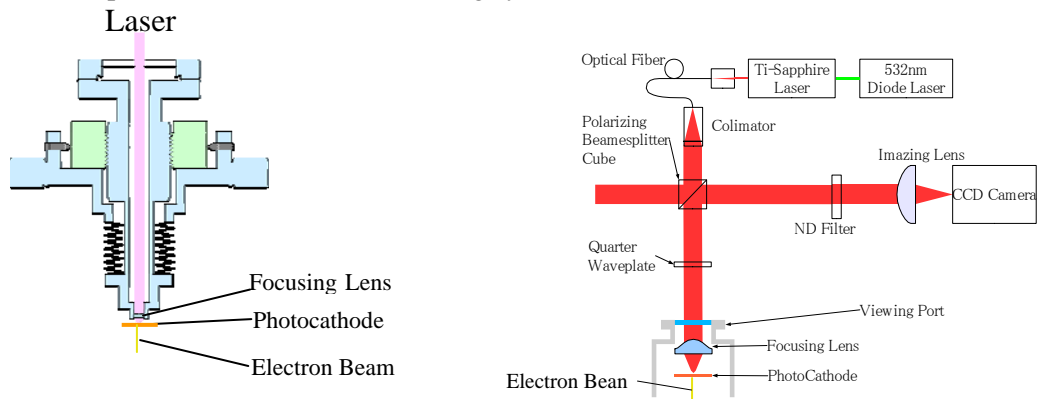 Laser
Focusing Lens
Photocathode
Electron Beam
Optical Fiber
Ti-Sapphire
Laser
532nm
Diode Laser
Polarizing
Beamesplitter
Cube
Colimator
Imazing Lens
CCD Camera
ND Filter
Quarter
Waveplate
Viewing Port
Focusing Lens
PhotoCathode
Electron Bean